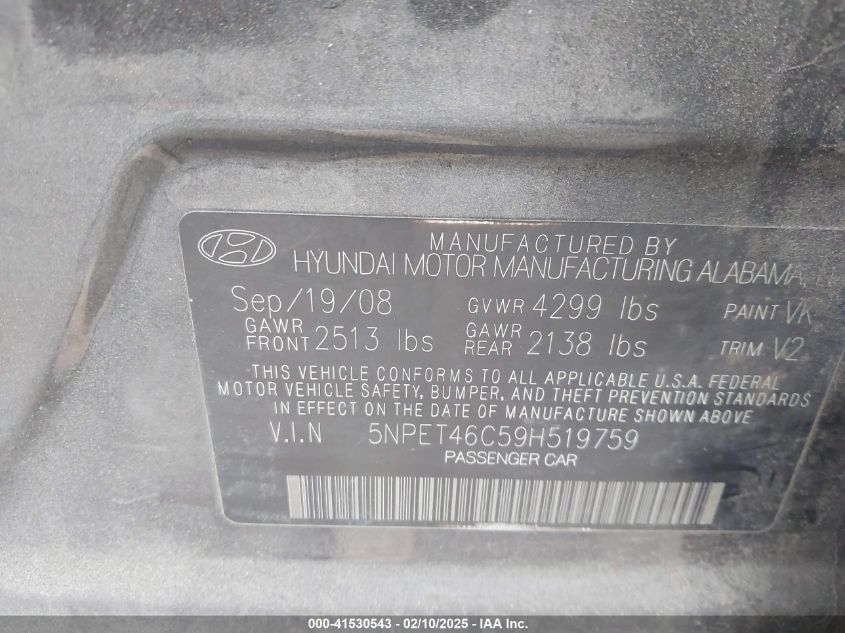 MANUFACTURED BY
HYUNDAI MOTOR MANUFACTURING ALABAMA,
Sep/19/08 GVWR 4299 lbs PAINT VK
GAWR FRONT 2513 lbs GAWR REAR 2138 lbs TRIM V2
THIS VEHICLE CONFORMS TO ALL APPLICABLE U.S.A. FEDERAL
MOTOR VEHICLE SAFETY, BUMPER, AND THEFT PREVENTION STANDARDS
IN EFFECT ON THE DATE OF MANUFACTURE SHOWN ABOVE
V.I.N 5NPET46C59H519759
PASSENGER CAR
000-41530543 - 02/10/2025 - IAA Inc.